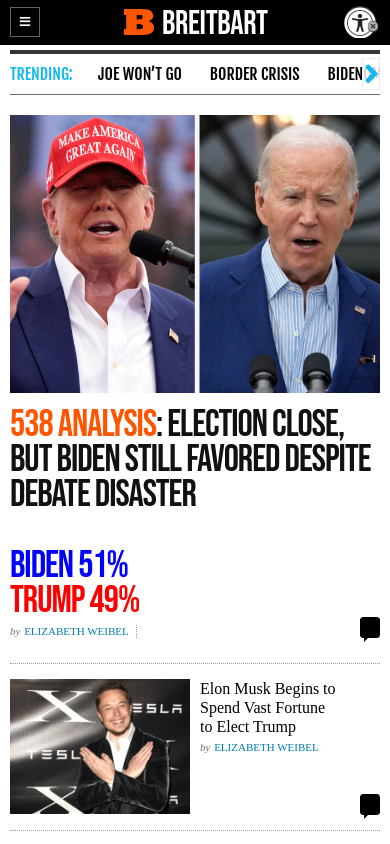 B BREITBART
TRENDING: JOE WON'T GO BORDER CRISIS BIDEN
MAKE AMERICA
GREAT AGAIN
538 ANALYSIS: ELECTION CLOSE,
BUT BIDEN STILL FAVORED DESPITE
DEBATE DISASTER
BIDEN 51%
TRUMP 49%
by ELIZABETH WEIBEL
X TESLA
TESLA X
X
Elon Musk Begins to
Spend Vast Fortune
to Elect Trump
by ELIZABETH WEIBEL